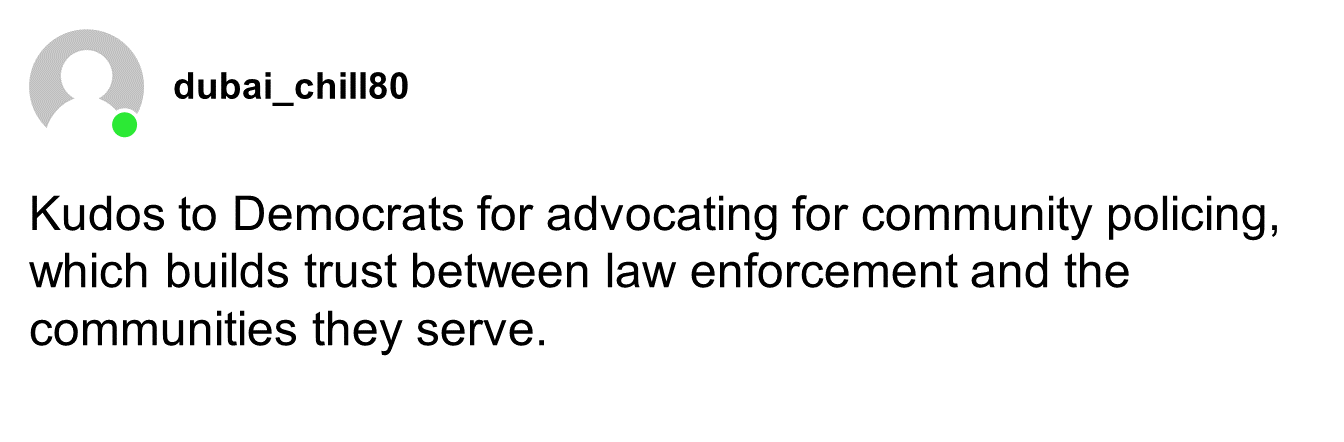 dubai_chill80
Kudos to Democrats for advocating for community policing,
which builds trust between law enforcement and the
communities they serve.